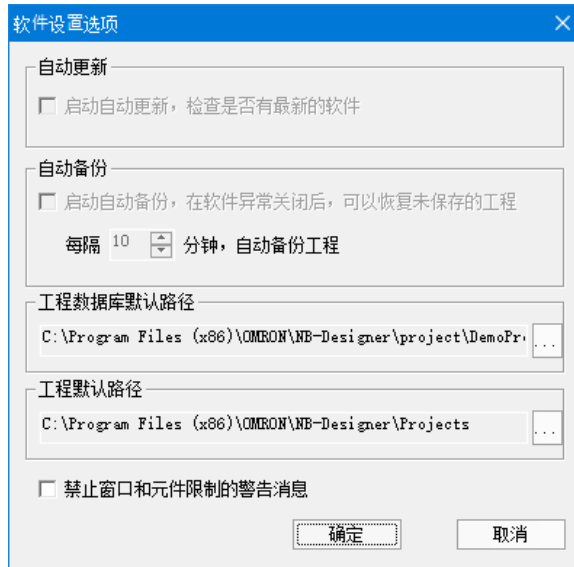 软件设置选项
自动更新
启动自动更新，检查是否有最新的软件
自动备份
启动自动备份，在软件异常关闭后，可以恢复未保存的工程
每隔 10 分钟，自动备份工程
工程数据库默认路径
C:\Program Files (x86)\OMRON\NB-Designer\project\DemoPr
...
工程默认路径
C:\Program Files (x86)\OMRON\NB-Designer\Projects
...
禁止窗口和元件限制的警告消息
确定 取消